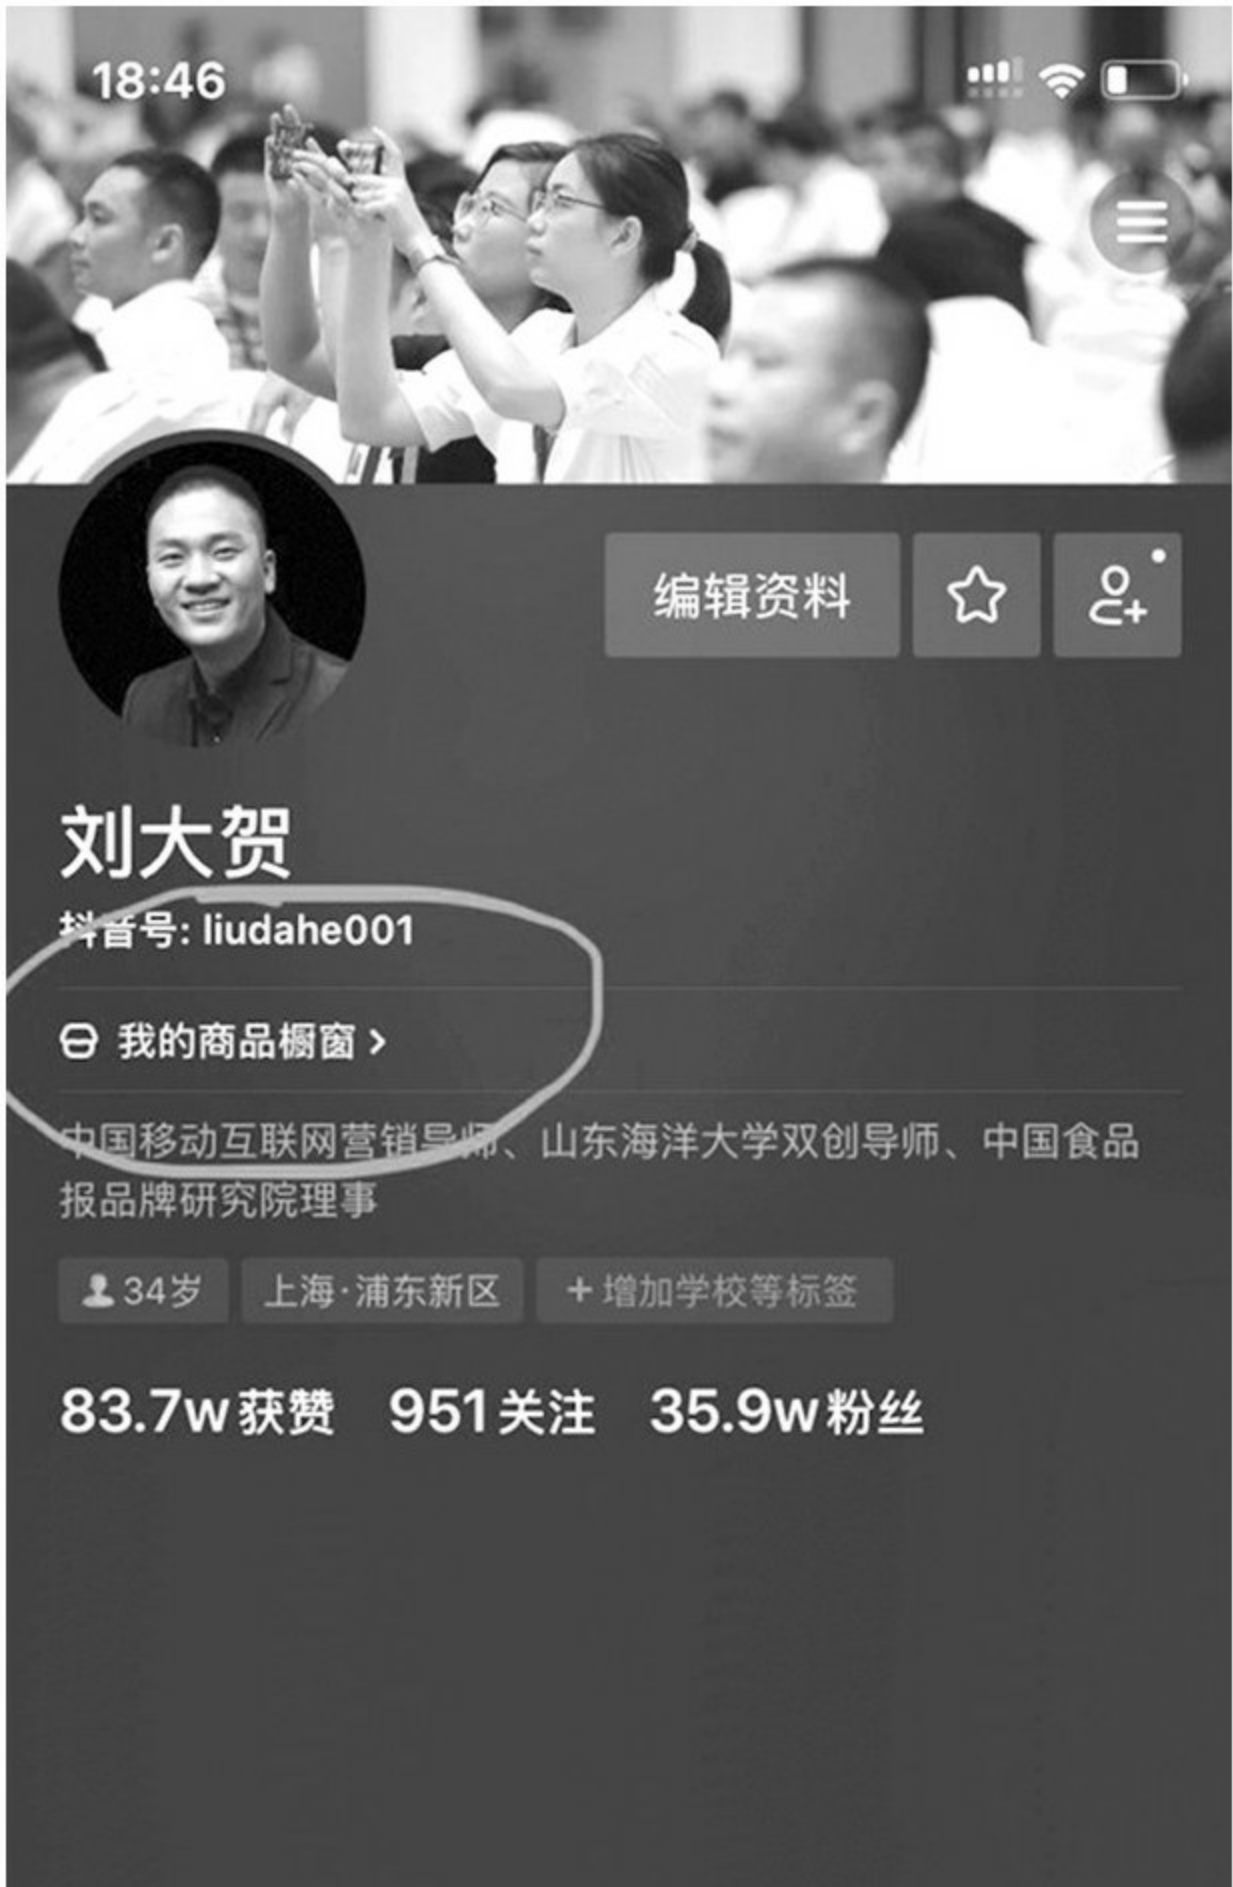 18:46
编辑资料
刘大贺
抖音号: liudahe001
我的商品橱窗 >
中国移动互联网营销导师、山东海洋大学双创导师、中国食品
报品牌研究院理事
34岁 上海·浦东新区 + 增加学校等标签
83.7w获赞 951关注 35.9w粉丝